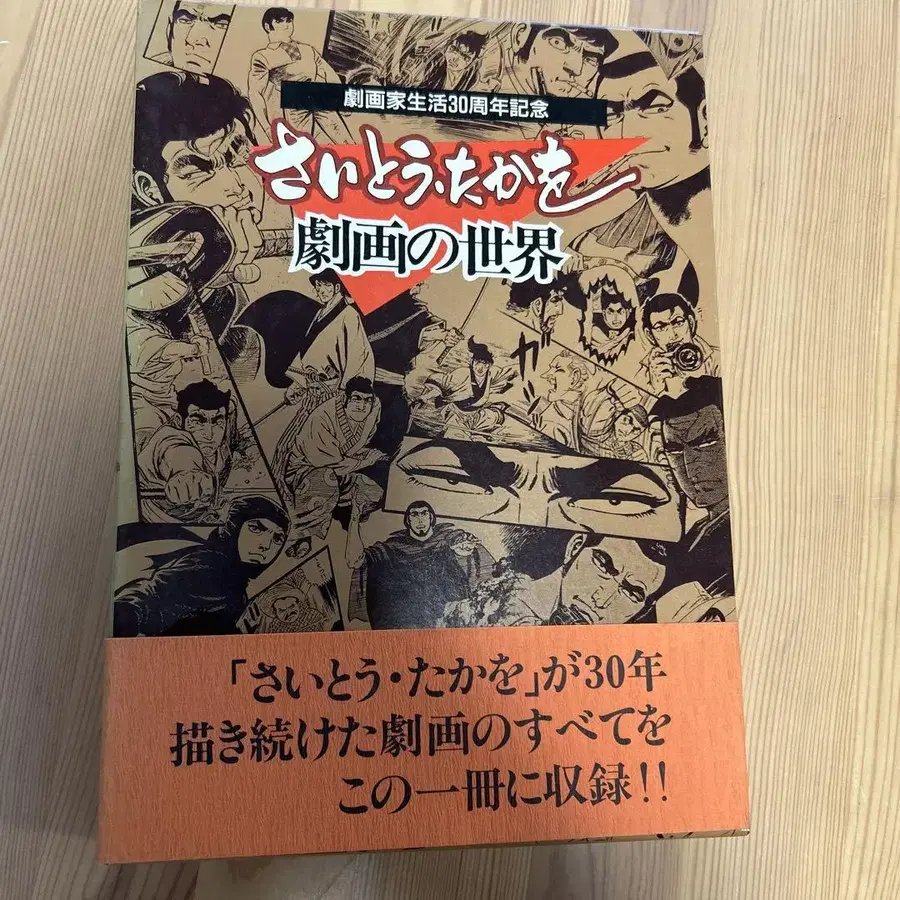 劇画家生活30周年記念
さいとう・たかを
劇画の世界
ガッ
「さいとう・たかを」が30年
描き続けた劇画のすべてを
この一冊に収録!!